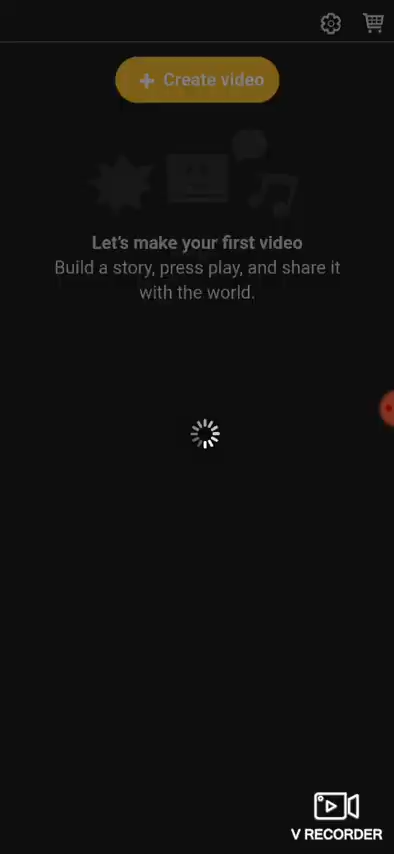 Create video
Let's make your first video
Build a story, press play, and share it
with the world.
V RECORDER